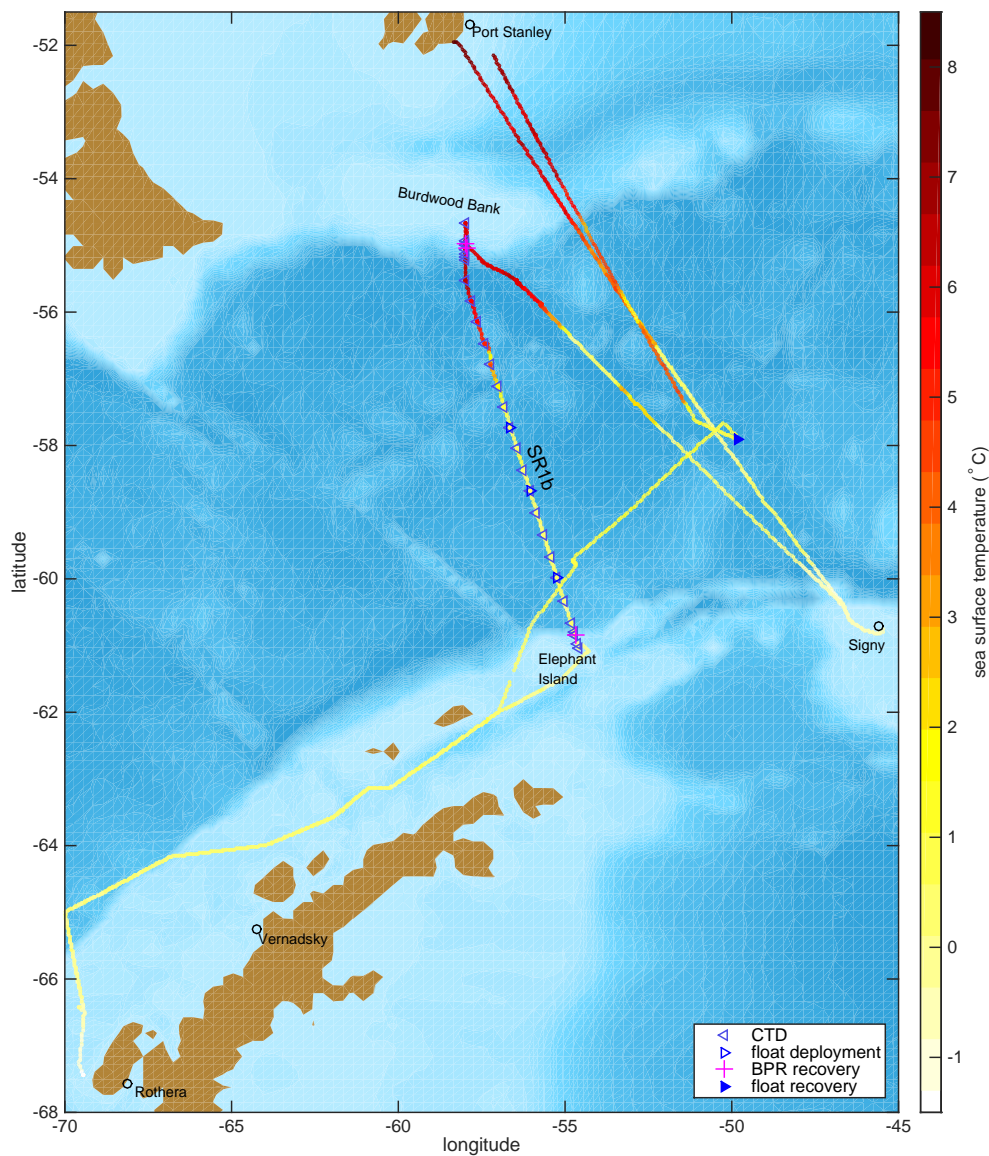 -52
-54
-56
-58
-60
-62
-64
-66
-68
latitude
-70
-65
-60
-55
-50
-45
longitude
Port Stanley
Burdwood Bank
SR1b
Elephant
Island
Signy
Vernadsky
Rothera
CTD
float deployment
BPR recovery
float recovery
8
7
6
5
4
3
2
1
0
-1
sea surface temperature (°C)